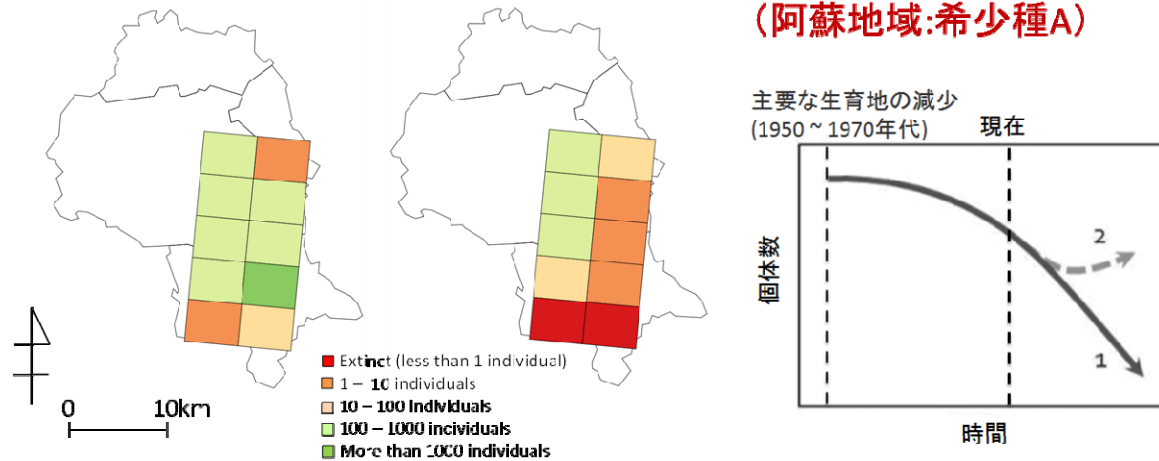 (阿蘇地域:希少種A)
主要な生育地の減少
(1950 ~ 1970年代)
現在
個体数
2
1
時間
Extinct (less than 1 individual)
1 – 10 individuals
10 – 100 individuals
100 – 1000 incividuals
More than 1000 individuals
0 10km